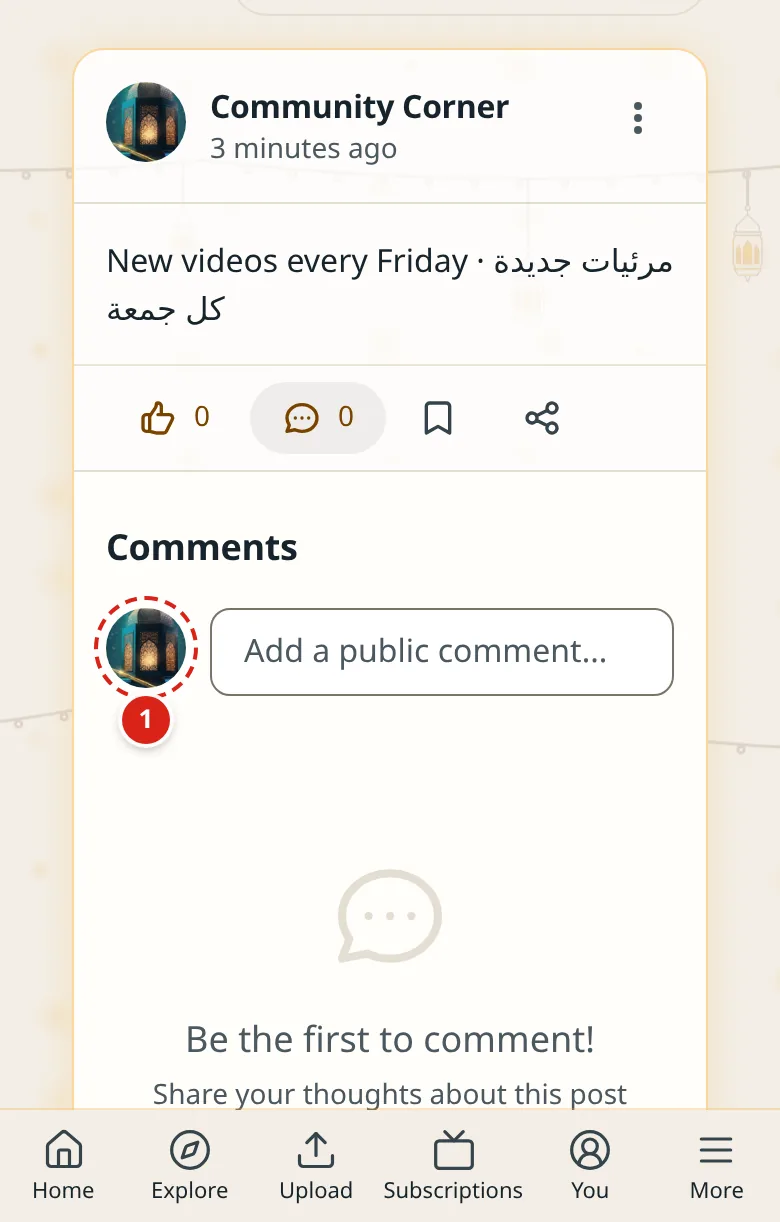 Community Corner
3 minutes ago
New videos every Friday · مرئيات جديدة
كل جمعة
0
0
Comments
Add a public comment...
1
Be the first to comment!
Share your thoughts about this post
Home
Explore
Upload
Subscriptions
You
More